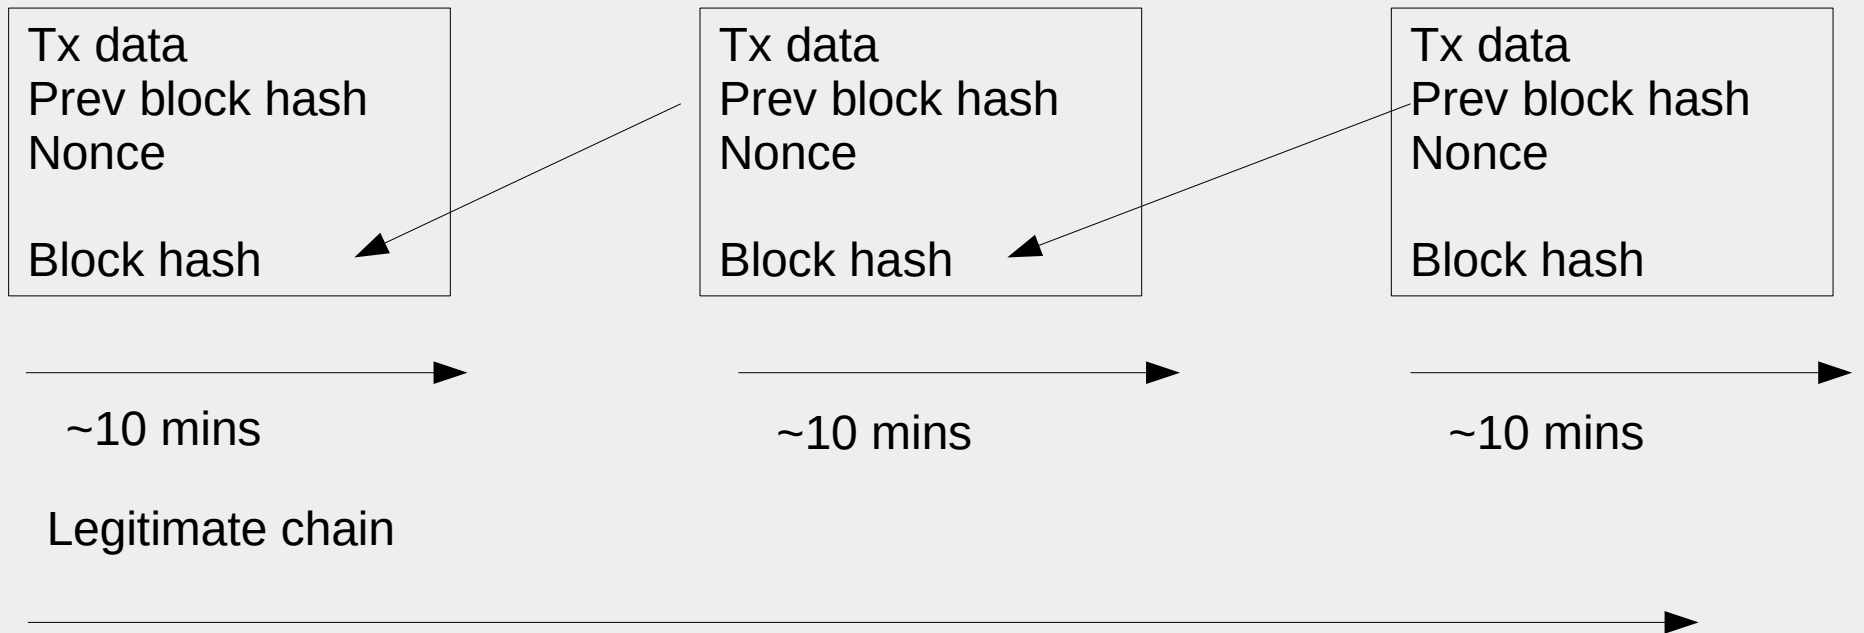 Tx data
Prev block hash
Nonce
Block hash
Tx data
Prev block hash
Nonce
Block hash
Tx data
Prev block hash
Nonce
Block hash
~10 mins
~10 mins
~10 mins
Legitimate chain